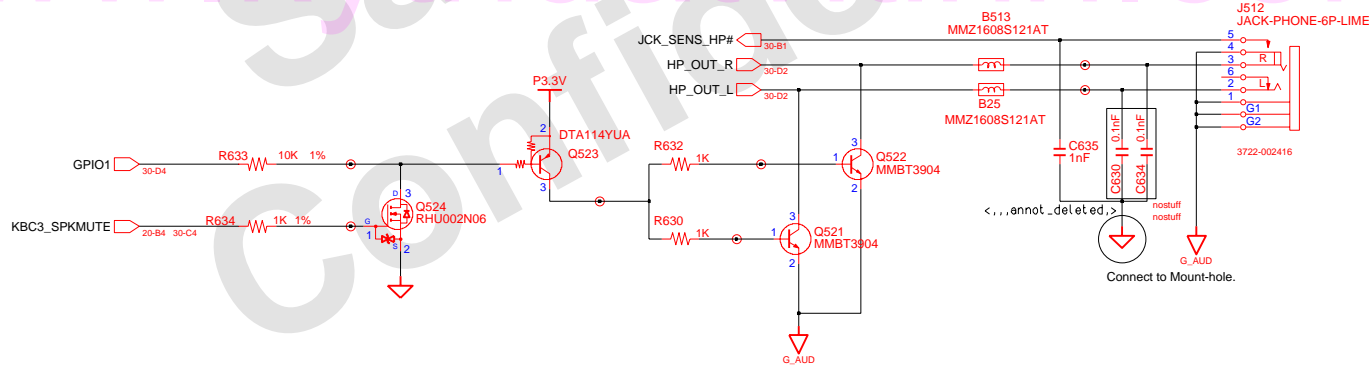 J512
JACK-PHONE-6P-LIME
B513
MMZ1608S121AT
JCK_SENS_HP#
30-B1
HP_OUT_R
30-D2
HP_OUT_L
30-D2
B25
MMZ1608S121AT
5
4
3
R
6
2
L
1
G1
G2
3722-002416
P3.3V
2
DTA114YUA
Q523
1
3
GPIO1
30-D4
R633
10K 1%
D
3
Q524
RHU002N06
G
1
S
2
KBC3_SPKMUTE
20-B4 30-C4
R634
1K 1%
R632
1K
1
3
Q522
MMBT3904
2
R630
1K
1
3
Q521
MMBT3904
2
G_AUD
C635
1nF
C630
0.1nF
C634
0.1nF
nostuff
nostuff
<,,,annot_deleted,>
Connect to Mount-hole.
G_AUD